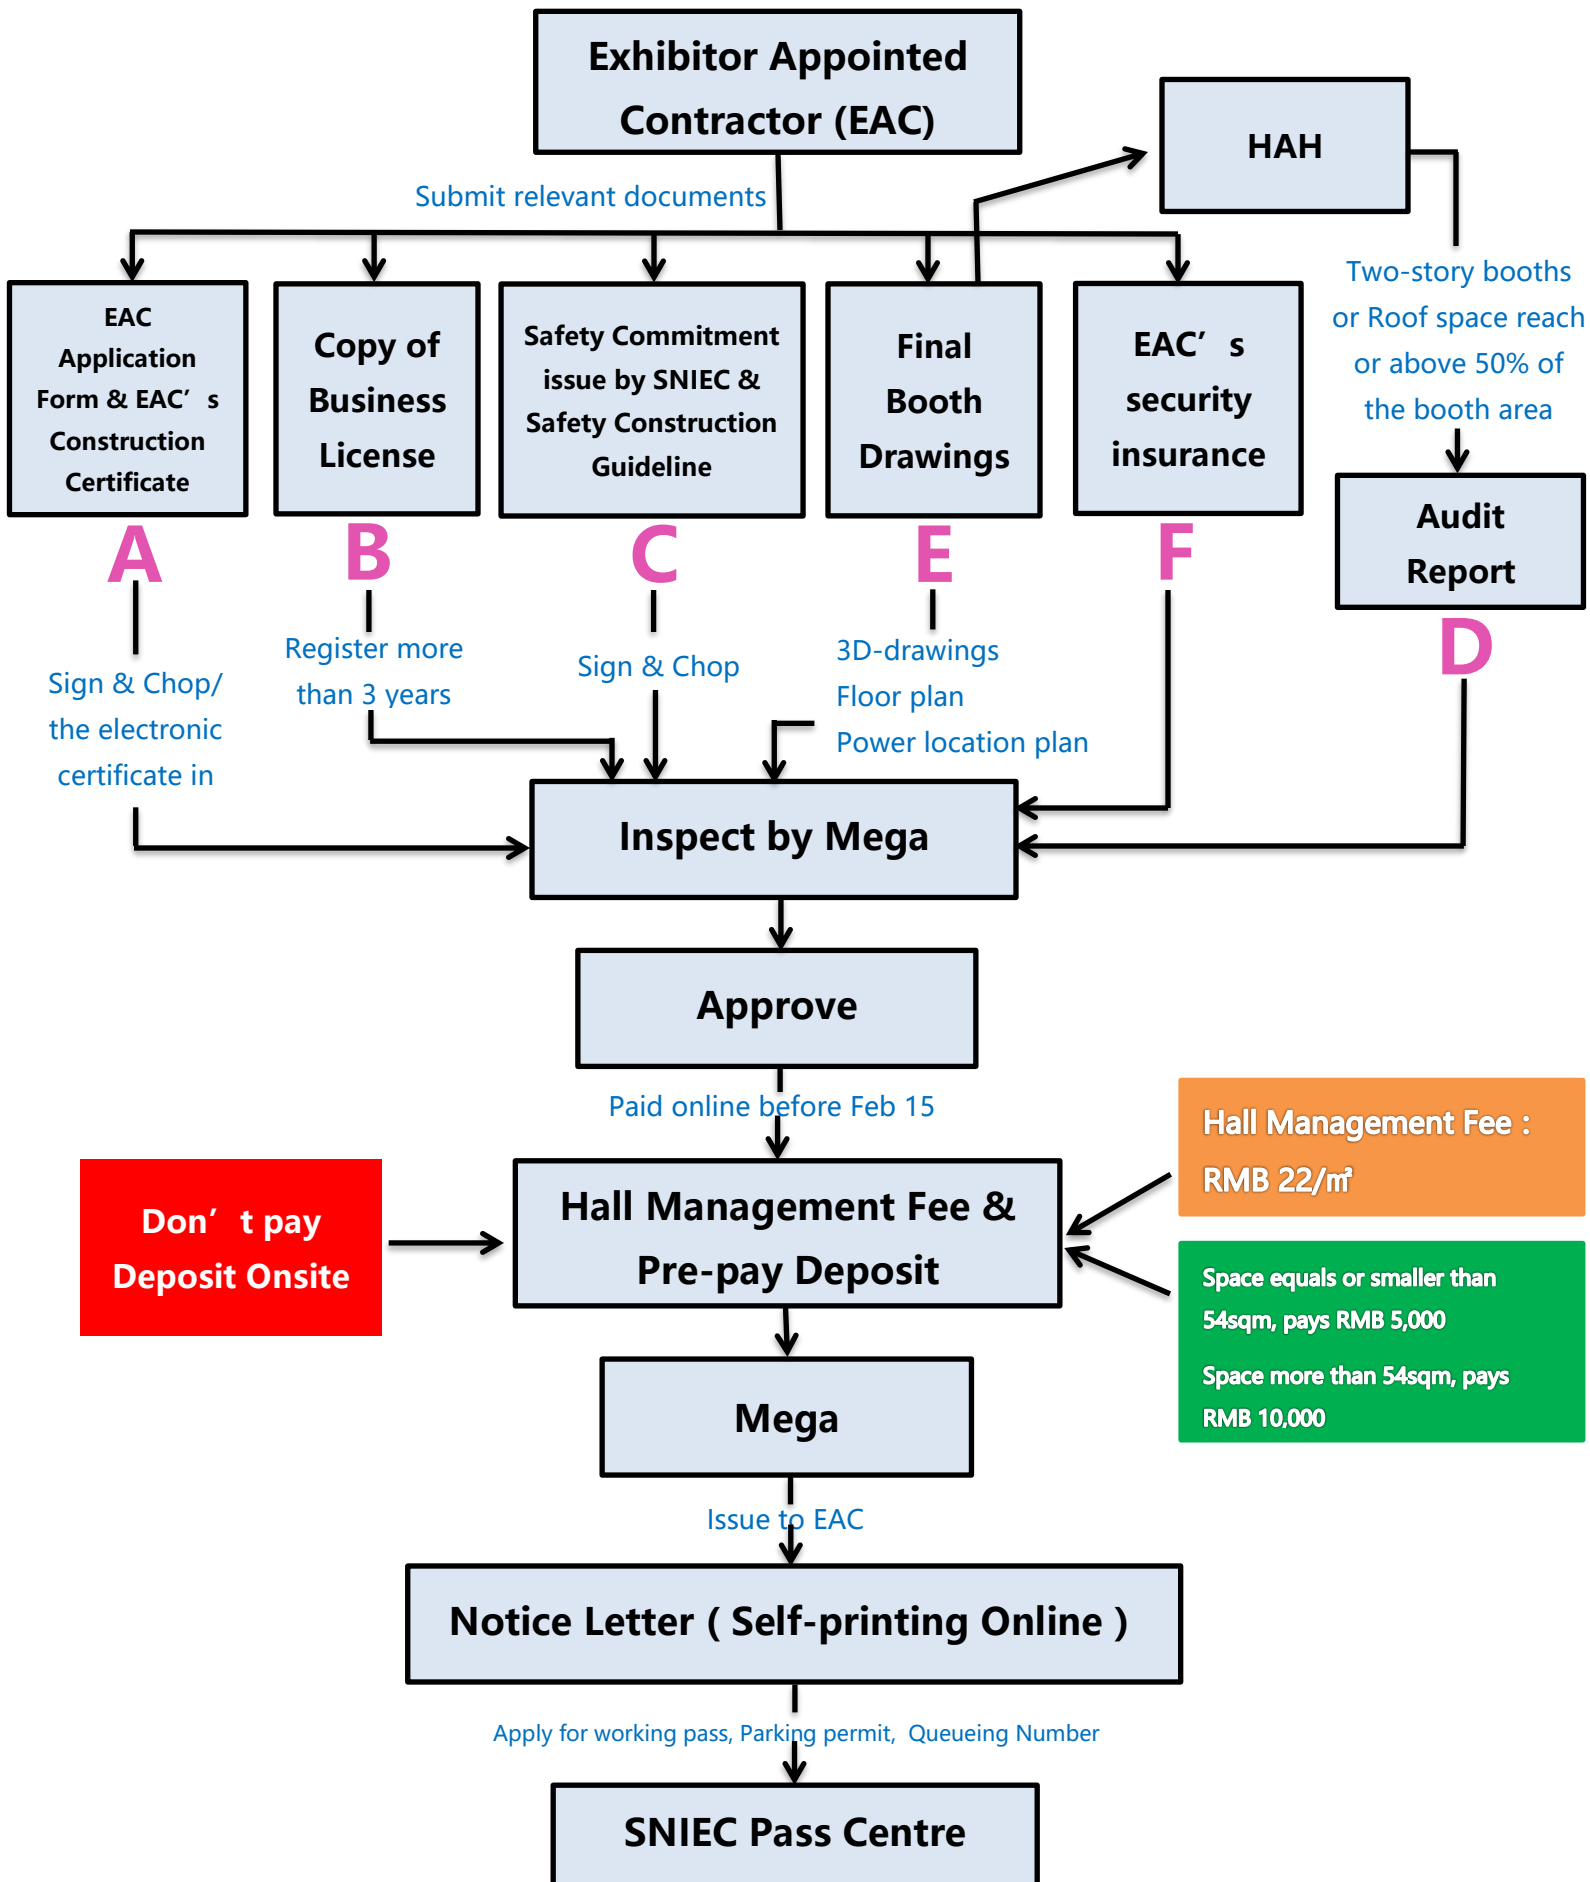 Exhibitor Appointed
Contractor (EAC)
HAH
Submit relevant documents
Two-story booths
or Roof space reach
or above 50% of
the booth area
EAC
Application
Form & EAC’s
Construction
Certificate
Copy of
Business
License
Safety Commitment
issue by SNIEC &
Safety Construction
Guideline
Final
Booth
Drawings
EAC’s
security
insurance
Audit
Report
A
B
C
E
F
D
Sign & Chop/
the electronic
certificate in
Register more
than 3 years
Sign & Chop
3D-drawings
Floor plan
Power location plan
Inspect by Mega
Approve
Paid online before Feb 15
Hall Management Fee :
RMB 22/㎡
Don’t pay
Deposit Onsite
Hall Management Fee &
Pre-pay Deposit
Space equals or smaller than
54sqm, pays RMB 5,000
Space more than 54sqm, pays
RMB 10,000
Mega
Issue to EAC
Notice Letter ( Self-printing Online )
Apply for working pass, Parking permit, Queueing Number
SNIEC Pass Centre